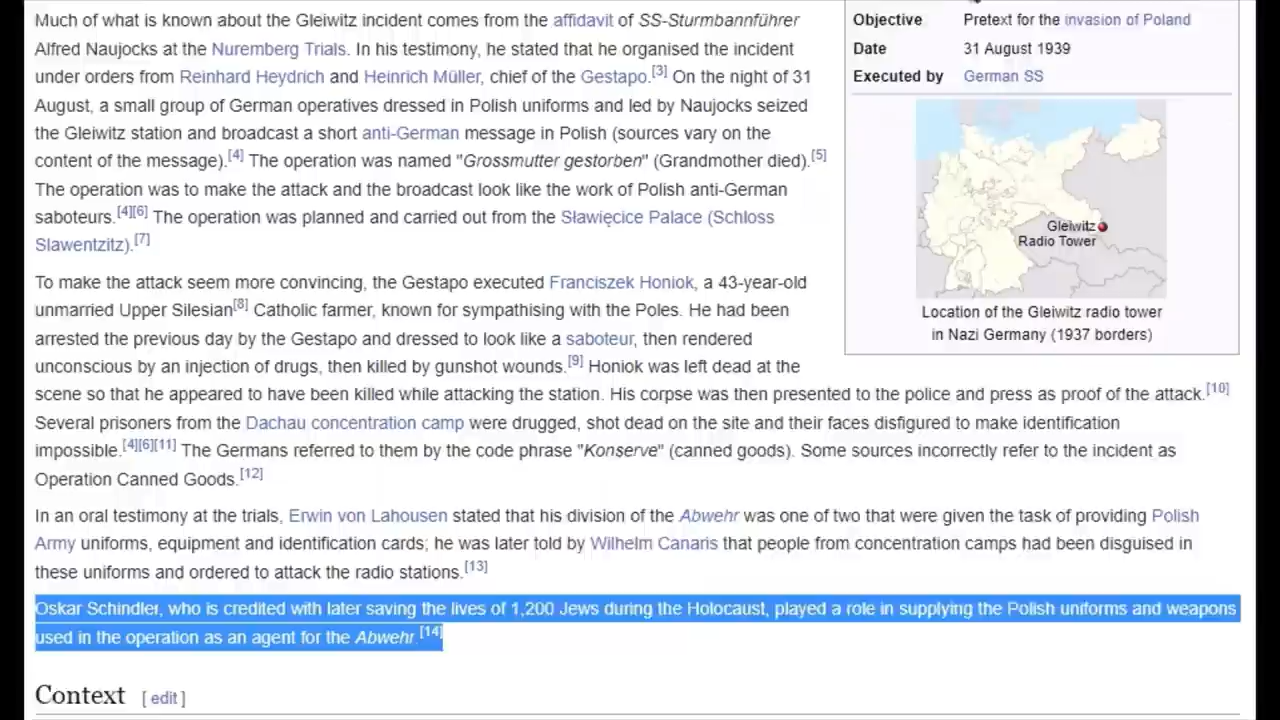 Much of what is known about the Gleiwitz incident comes from the affidavit of SS-Sturmbannführer
Alfred Naujocks at the Nuremberg Trials. In his testimony, he stated that he organised the incident
under orders from Reinhard Heydrich and Heinrich Müller, chief of the Gestapo.[3] On the night of 31
August, a small group of German operatives dressed in Polish uniforms and led by Naujocks seized
the Gleiwitz station and broadcast a short anti-German message in Polish (sources vary on the
content of the message).[4] The operation was named "Grossmutter gestorben" (Grandmother died).[5]
The operation was to make the attack and the broadcast look like the work of Polish anti-German
saboteurs.[4][6] The operation was planned and carried out from the Sławięcice Palace (Schloss
Slawentzitz).[7]
To make the attack seem more convincing, the Gestapo executed Franciszek Honiok, a 43-year-old
unmarried Upper Silesian[8] Catholic farmer, known for sympathising with the Poles. He had been
arrested the previous day by the Gestapo and dressed to look like a saboteur, then rendered
unconscious by an injection of drugs, then killed by gunshot wounds.[9] Honiok was left dead at the
scene so that he appeared to have been killed while attacking the station. His corpse was then presented to the police and press as proof of the attack.[10]
Several prisoners from the Dachau concentration camp were drugged, shot dead on the site and their faces disfigured to make identification
impossible.[4][6][11] The Germans referred to them by the code phrase "Konserve" (canned goods). Some sources incorrectly refer to the incident as
Operation Canned Goods.[12]
In an oral testimony at the trials, Erwin von Lahousen stated that his division of the Abwehr was one of two that were given the task of providing Polish
Army uniforms, equipment and identification cards; he was later told by Wilhelm Canaris that people from concentration camps had been disguised in
these uniforms and ordered to attack the radio stations.[13]
Oskar Schindler, who is credited with later saving the lives of 1,200 Jews during the Holocaust, played a role in supplying the Polish uniforms and weapons
used in the operation as an agent for the Abwehr.[14]
Context [ edit ]
Objective Pretext for the invasion of Poland
Date 31 August 1939
Executed by German SS
Gleiwitz
Radio Tower
Location of the Gleiwitz radio tower
in Nazi Germany (1937 borders)